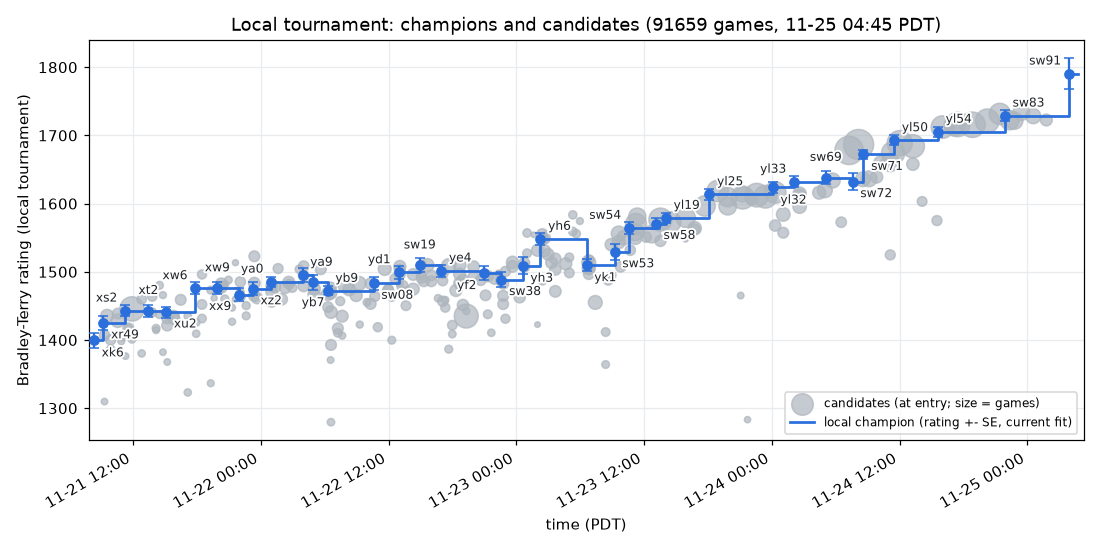 Local tournament: champions and candidates (91659 games, 11-25 04:45 PDT)
Bradley-Terry rating (local tournament)
1800
1700
1600
1500
1400
1300
sw91
sw83
yl54
yl50
sw71
sw69
sw72
yl33
yl32
yl25
yl19
sw58
sw54
sw53
yk1
yh6
yh3
sw38
yf2
ye4
sw19
sw08
yd1
yb9
yb7
ya9
xz2
ya0
xx9
xw9
xw6
xu2
xt2
xr49
xs2
xk6
candidates (at entry; size = games)
local champion (rating +- SE, current fit)
11-21 12:00
11-22 00:00
11-22 12:00
11-23 00:00
11-23 12:00
11-24 00:00
11-24 12:00
11-25 00:00
time (PDT)